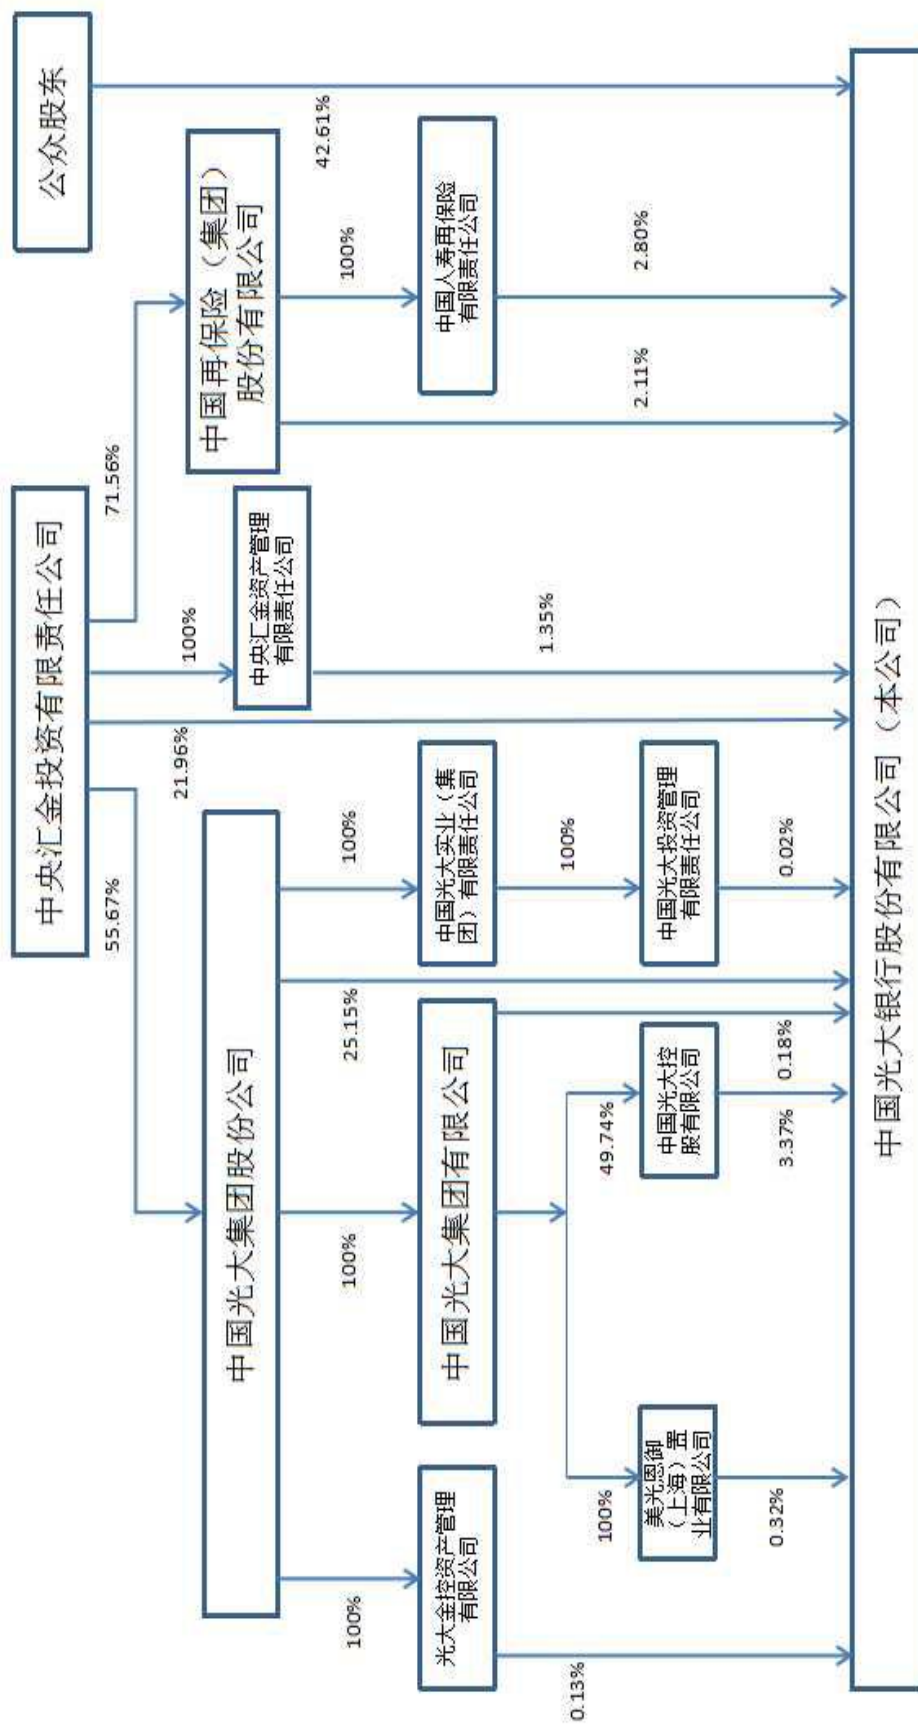 中央汇金投资有限责任公司
公众股东
55.67%
21.96%
100%
71.56%
42.61%
中国光大集团股份公司
中央汇金资产管理
有限责任公司
中国再保险（集团）
股份有限公司
100%
100%
25.15%
100%
100%
光大金控资产管理
有限公司
中国光大集团有限公司
中国光大实业（集
团）有限责任公司
中国人寿再保险
有限责任公司
0.13%
100%
49.74%
100%
1.35%
2.11%
2.80%
美光恩御
（上海）置
业有限公司
中国光大控
股有限公司
中国光大投资管理
有限责任公司
0.32%
3.37%
0.18%
0.02%
中国光大银行股份有限公司（本公司）